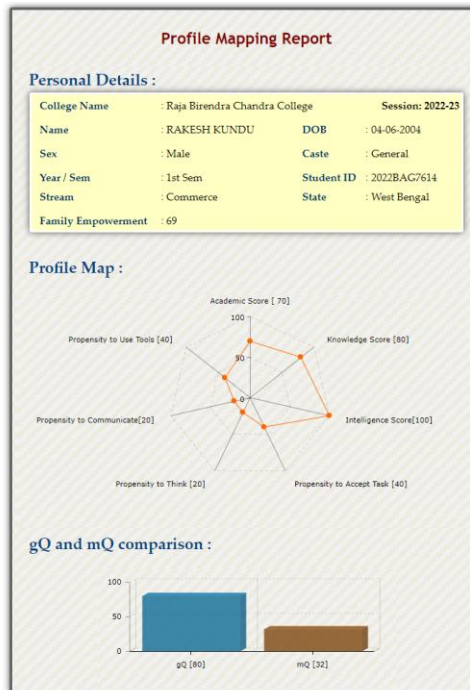 Profile Mapping Report
Personal Details :
College Name : Raja Birendra Chandra College Session: 2022-23
Name : RAKESH KUNDU DOB : 04-06-2004
Sex : Male Caste : General
Year / Sem : 1st Sem Student ID : 2022BAG7614
Stream : Commerce State : West Bengal
Family Empowerment : 69
Profile Map :
Academic Score [ 70]
100
Propensity to Use Tools [40] Knowledge Score [80]
50
0
Propensity to Communicate[20] Intelligence Score[100]
Propensity to Think [20] Propensity to Accept Task [40]
gQ and mQ comparison :
100
50
0
gQ [80] mQ [32]